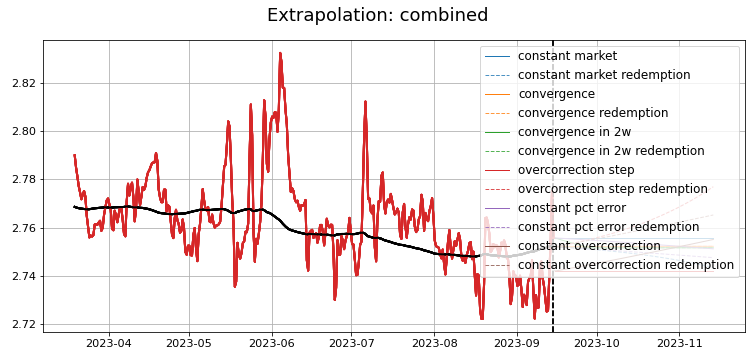 Extrapolation: combined
constant market
constant market redemption
convergence
convergence redemption
convergence in 2w
convergence in 2w redemption
overcorrection step
overcorrection step redemption
constant pct error
constant pct error redemption
constant overcorrection
constant overcorrection redemption
2.82
2.80
2.78
2.76
2.74
2.72
2023-04 2023-05 2023-06 2023-07 2023-08 2023-09 2023-10 2023-11